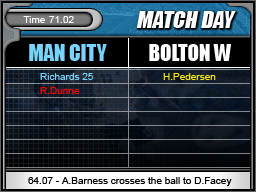 Time 71.02
MATCH DAY
MAN CITY
BOLTON W
Richards 25
H.Pedersen
R.Dunne
64.07 - A.Barness crosses the ball to D.Facey